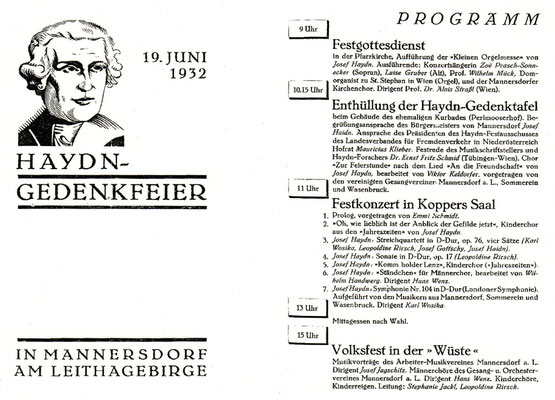 19. JUNI
1932
HAYDN-
GEDENKFEIER
IN MANNERSDORF
AM LEITHAGEBIRGE
PROGRAMM
9 Uhr
Festgottesdienst
in der Pfarrkirche, Aufführung der »Kleinen Orgelmesse« von
Josef Haydn. Ausführende: Konzertsängerin Zoë Prasch-Sonn-
ecker (Sopran), Luise Gruber (Alt), Prof. Wilhelm Mück, Dom-
organist zu St. Stephan in Wien (Orgel), und der Mannersdorfer
Kirchenchor. Dirigent Prof. Dr. Alois Straßl (Wien).
10.15 Uhr
Enthüllung der Haydn-Gedenktafel
beim Gebäude des ehemaligen Kurbades (Perlmooserhof). Be-
grüßungsansprache des Bürgermeisters von Mannersdorf Josef
Haidn. Ansprache des Präsidenten des Haydn-Festausschusses
des Landesverbandes für Fremdenverkehr in Niederösterreich
Hofrat Mauritius Klieber. Festrede des Musikschriftstellers und
Haydn-Forschers Dr. Ernst Fritz Schmid (Tübingen-Wien). Chor
»Zur Feierstunde« nach dem Lied »An die Freundschaft« von
Josef Haydn, bearbeitet von Viktor Keldorfer, vorgetragen von
den vereinigten Gesangvereinen Mannersdorf a. L., Sommerein
und Wasenbruck.
11 Uhr
Festkonzert in Koppers Saal
1. Prolog, vorgetragen von Emmi Schmidt.
2. »Oh, wie lieblich ist der Anblick der Gefilde jetzt«, Kinderchor
aus den »Jahreszeiten« von Josef Haydn.
3. Josef Haydn: Streichquartett in D-Dur, op. 76, vier Sätze (Karl
Wosika, Leopoldine Rirsch, Josef Gottschy, Josef Haidn).
4. Josef Haydn: Sonate in D-Dur, op. 17 (Leopoldine Rirsch).
5. Josef Haydn: »Komm holder Lenz«, Kinderchor (»Jahreszeiten«).
6. Josef Haydn: »Ständchen« für Männerchor, bearbeitet von Wil-
helm Handwerg. Dirigent Hans Wenz.
7. Josef Haydn: Symphonie Nr. 104 in D-Dur (Londoner Symphonie).
Aufgeführt von den Musikern aus Mannersdorf, Sommerein und
Wasenbruck. Dirigent Karl Wosika.
13 Uhr
Mittagessen nach Wahl.
15 Uhr
Volksfest in der »Wüste«
Musikvorträge des Arbeiter-Musikvereines Mannersdorf a. L.
Dirigent Josef Jagschitz. Männerchöre des Gesang- u. Orchester-
vereines Mannersdorf a. L. Dirigent Hans Wenz. Kinderchöre,
Kinderreigen. Leitung: Stephanie Jackl, Leopoldine Rirsch.